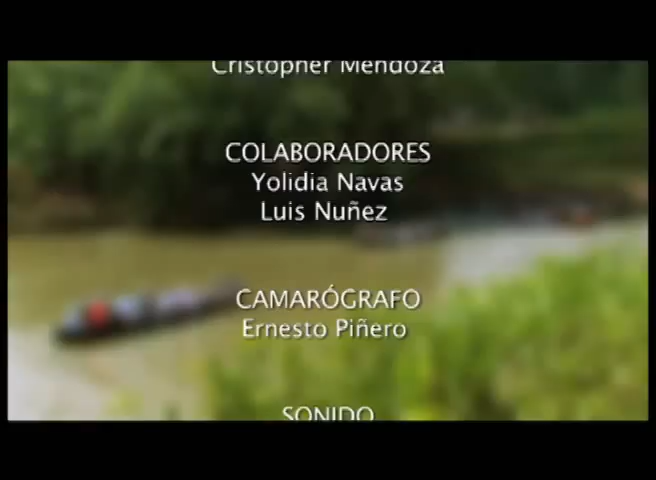 Cristopher Mendoza
COLABORADORES
Yolidia Navas
Luis Nuñez
CAMARÓGRAFO
Ernesto Piñero
SONIDO